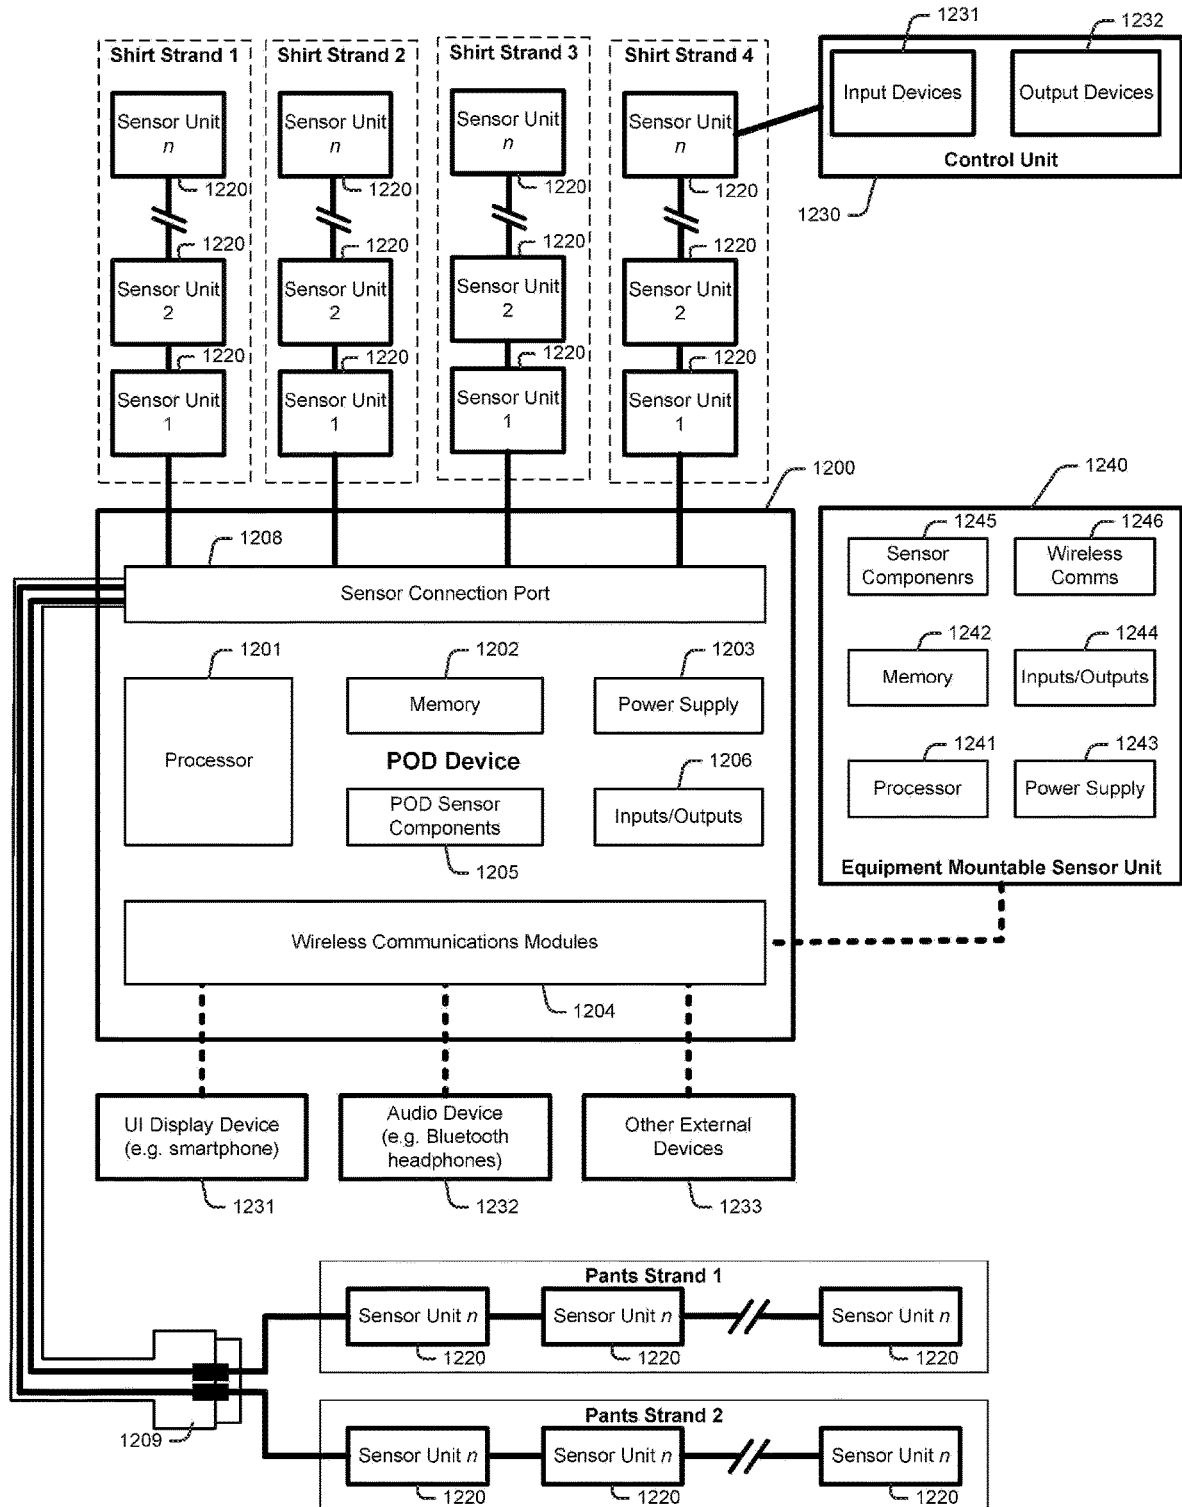 1231
1232
Shirt Strand 1
Shirt Strand 2
Shirt Strand 3
Shirt Strand 4
Input Devices
Output Devices
Control Unit
1230
Sensor Unit
n
Sensor Unit
n
Sensor Unit
n
Sensor Unit
n
1220
1220
1220
1220
1220
1220
1220
1220
Sensor Unit
2
Sensor Unit
2
Sensor Unit
2
Sensor Unit
2
1220
1220
1220
1220
Sensor Unit
1
Sensor Unit
1
Sensor Unit
1
Sensor Unit
1
1200
1240
1208
Sensor Connection Port
1245
1246
Sensor
Componenrs
Wireless
Comms
1201
1202
1203
1242
1244
Processor
Memory
Power Supply
Memory
Inputs/Outputs
POD Device
1206
1241
1243
POD Sensor
Components
Inputs/Outputs
Processor
Power Supply
1205
Equipment Mountable Sensor Unit
Wireless Communications Modules
1204
UI Display Device
(e.g. smartphone)
Audio Device
(e.g. Bluetooth
headphones)
Other External
Devices
1231
1232
1233
Pants Strand 1
Sensor Unit n
Sensor Unit n
Sensor Unit n
1220
1220
1220
Pants Strand 2
1209
Sensor Unit n
Sensor Unit n
Sensor Unit n
1220
1220
1220